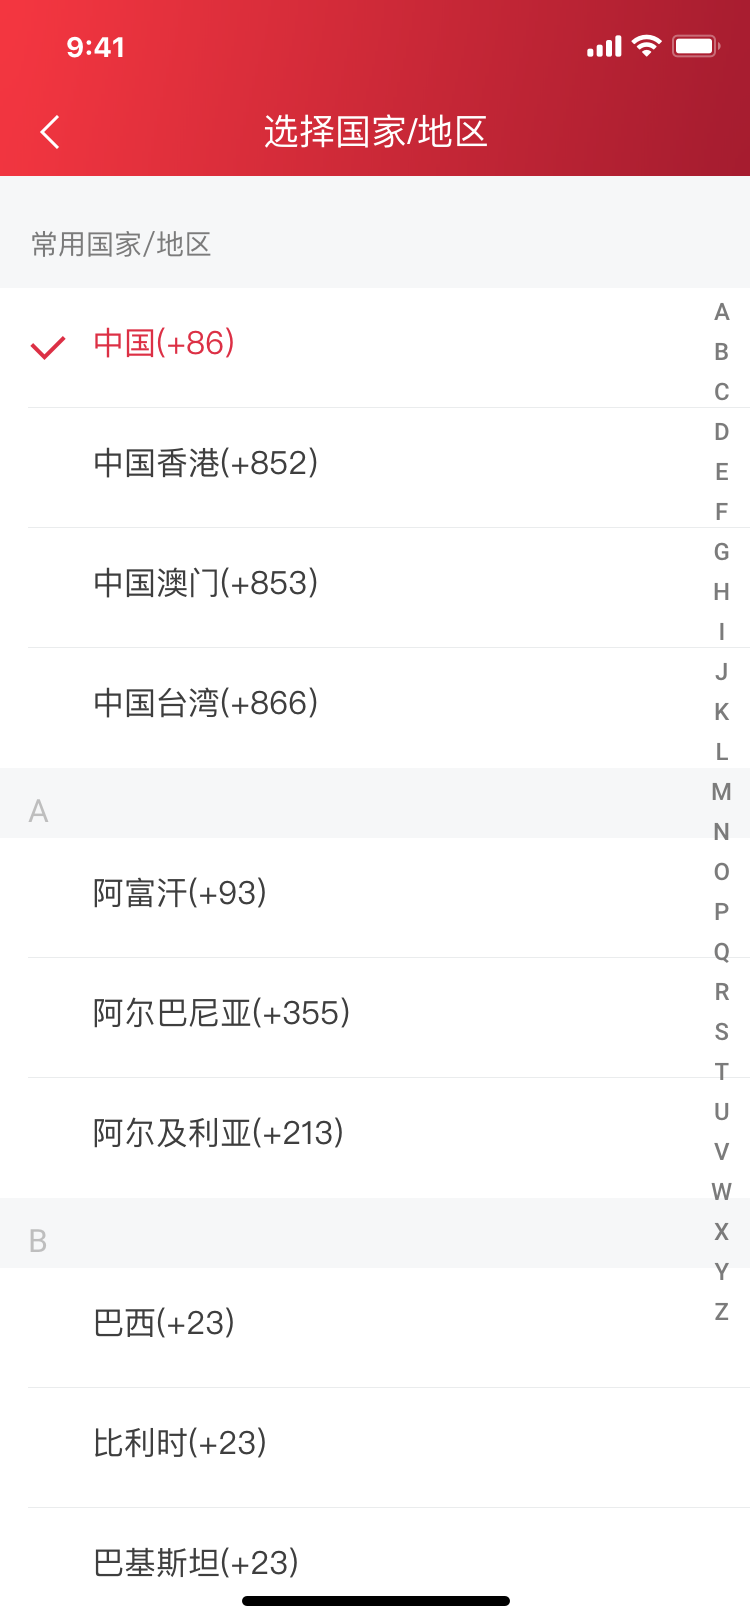 9:41
选择国家/地区
常用国家/地区
中国(+86)
中国香港(+852)
中国澳门(+853)
中国台湾(+866)
A
阿富汗(+93)
阿尔巴尼亚(+355)
阿尔及利亚(+213)
B
巴西(+23)
比利时(+23)
巴基斯坦(+23)
A
B
C
D
E
F
G
H
I
J
K
L
M
N
O
P
Q
R
S
T
U
V
W
X
Y
Z